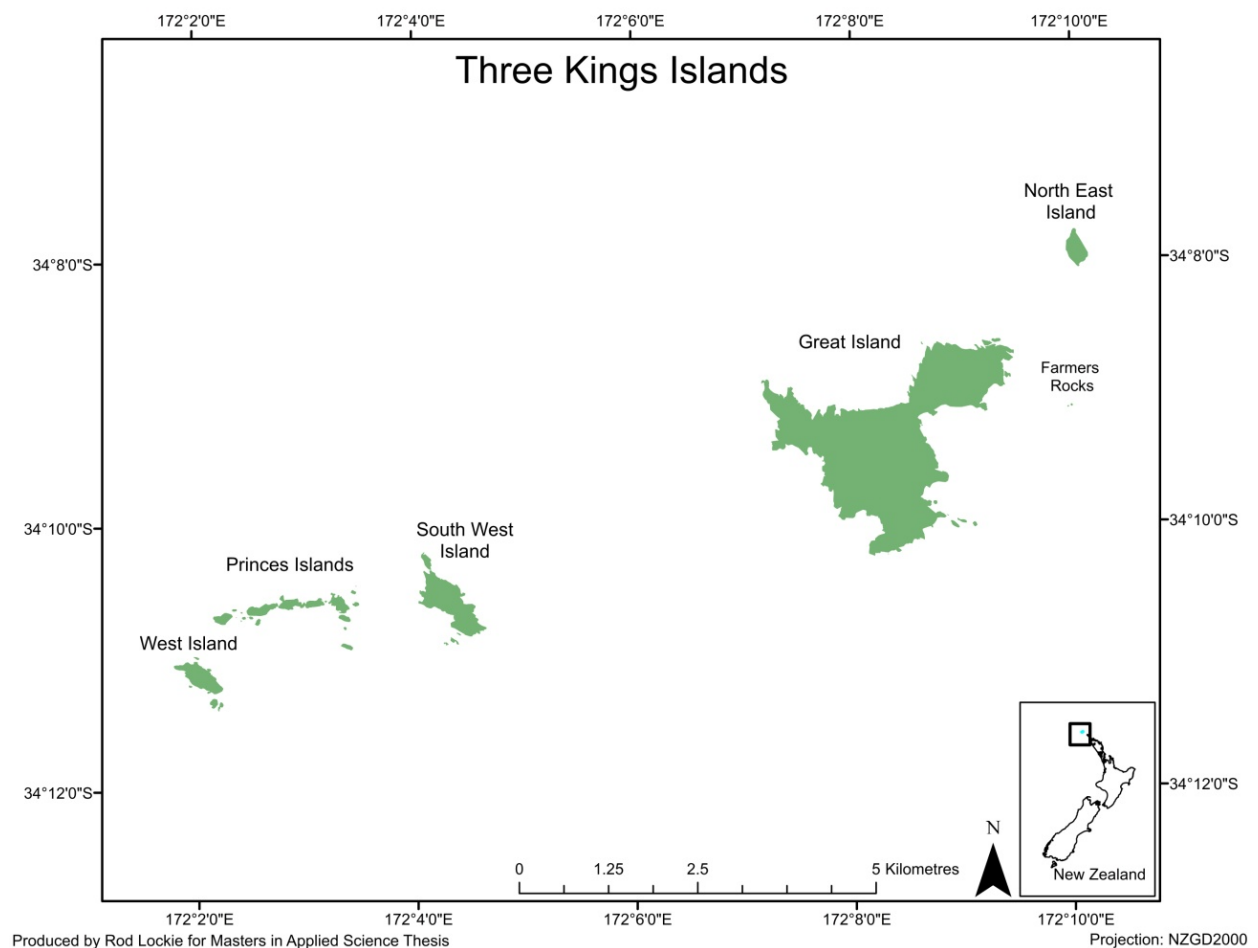 172°2'0"E 172°4'0"E 172°6'0"E 172°8'0"E 172°10'0"E
Three Kings Islands
North East
Island
34°8'0"S
34°8'0"S
Great Island
Farmers
Rocks
34°10'0"S
34°10'0"S
South West
Island
Princes Islands
West Island
34°12'0"S
34°12'0"S
N
0 1.25 2.5 5 Kilometres
New Zealand
172°2'0"E 172°4'0"E 172°6'0"E 172°8'0"E 172°10'0"E
Produced by Rod Lockie for Masters in Applied Science Thesis
Projection: NZGD2000